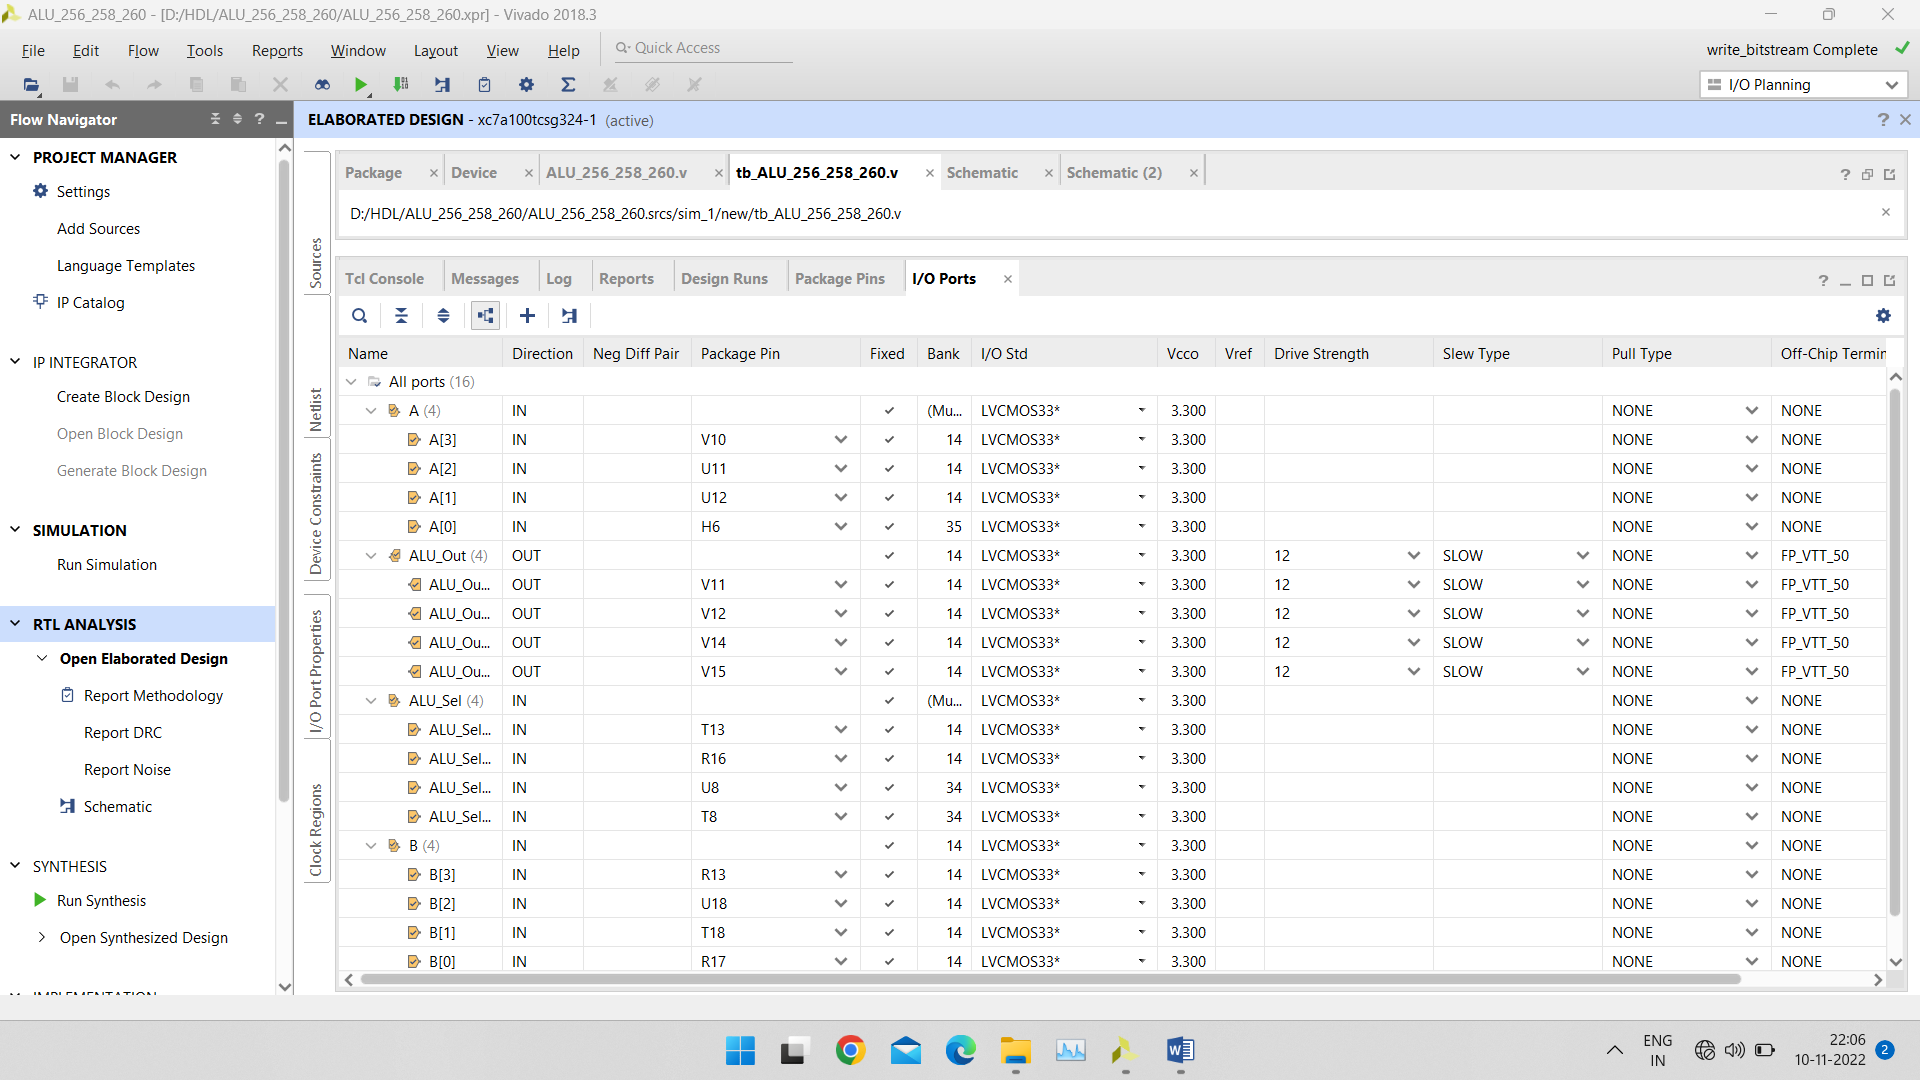 ALU_256_258_260 - [D:/HDL/ALU_256_258_260/ALU_256_258_260.xpr] - Vivado 2018.3
File Edit Flow Tools Reports Window Layout View Help Quick Access write_bitstream Complete
I/O Planning
Flow Navigator ? ELABORATED DESIGN - xc7a100tcsg324-1 (active) ?
PROJECT MANAGER
Settings
Add Sources
Language Templates
IP Catalog
IP INTEGRATOR
Create Block Design
Open Block Design
Generate Block Design
SIMULATION
Run Simulation
RTL ANALYSIS
Open Elaborated Design
Report Methodology
Report DRC
Report Noise
Schematic
SYNTHESIS
Run Synthesis
Open Synthesized Design
IMPLEMENTATION
Sources
Netlist
Device Constraints
I/O Port Properties
Clock Regions
Package Device ALU_256_258_260.v tb_ALU_256_258_260.v Schematic Schematic (2) ?
D:/HDL/ALU_256_258_260/ALU_256_258_260.srcs/sim_1/new/tb_ALU_256_258_260.v
Tcl Console Messages Log Reports Design Runs Package Pins I/O Ports ?
Name Direction Neg Diff Pair Package Pin Fixed Bank I/O Std Vcco Vref Drive Strength Slew Type Pull Type Off-Chip Termin
All ports (16)
A (4) IN (Mu... LVCMOS33* 3.300 NONE NONE
A[3] IN V10 14 LVCMOS33* 3.300 NONE NONE
A[2] IN U11 14 LVCMOS33* 3.300 NONE NONE
A[1] IN U12 14 LVCMOS33* 3.300 NONE NONE
A[0] IN H6 35 LVCMOS33* 3.300 NONE NONE
ALU_Out (4) OUT 14 LVCMOS33* 3.300 12 SLOW NONE FP_VTT_50
ALU_Ou... OUT V11 14 LVCMOS33* 3.300 12 SLOW NONE FP_VTT_50
ALU_Ou... OUT V12 14 LVCMOS33* 3.300 12 SLOW NONE FP_VTT_50
ALU_Ou... OUT V14 14 LVCMOS33* 3.300 12 SLOW NONE FP_VTT_50
ALU_Ou... OUT V15 14 LVCMOS33* 3.300 12 SLOW NONE FP_VTT_50
ALU_Sel (4) IN (Mu... LVCMOS33* 3.300 NONE NONE
ALU_Sel... IN T13 14 LVCMOS33* 3.300 NONE NONE
ALU_Sel... IN R16 14 LVCMOS33* 3.300 NONE NONE
ALU_Sel... IN U8 34 LVCMOS33* 3.300 NONE NONE
ALU_Sel... IN T8 34 LVCMOS33* 3.300 NONE NONE
B (4) IN 14 LVCMOS33* 3.300 NONE NONE
B[3] IN R13 14 LVCMOS33* 3.300 NONE NONE
B[2] IN U18 14 LVCMOS33* 3.300 NONE NONE
B[1] IN T18 14 LVCMOS33* 3.300 NONE NONE
B[0] IN R17 14 LVCMOS33* 3.300 NONE NONE
ENG
IN
22:06
10-11-2022
2